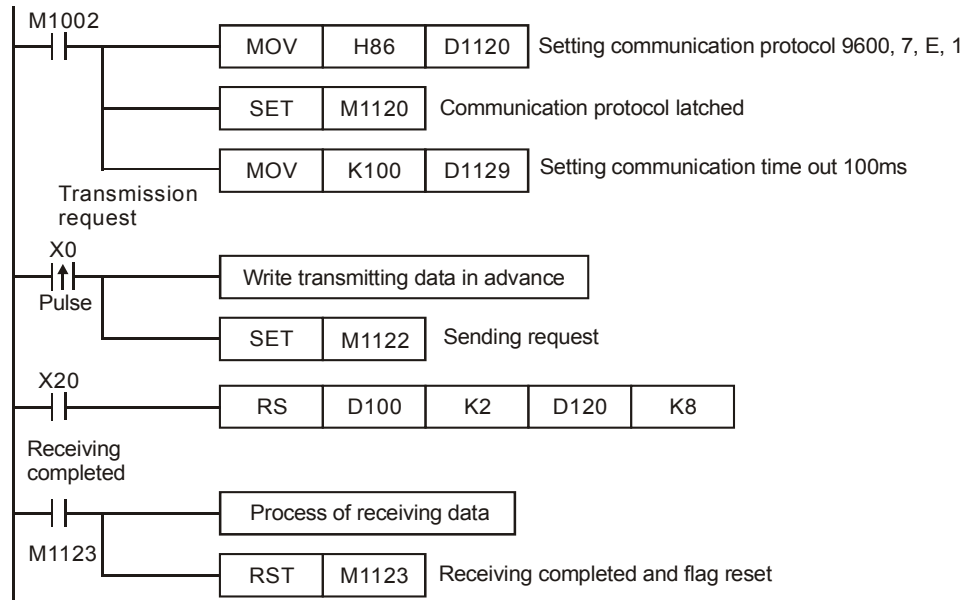 M1002
MOV H86 D1120 Setting communication protocol 9600, 7, E, 1
SET M1120 Communication protocol latched
MOV K100 D1129 Setting communication time out 100ms
Transmission
request
X0
Pulse
Write transmitting data in advance
SET M1122 Sending request
X20
RS D100 K2 D120 K8
Receiving
completed
M1123
Process of receiving data
RST M1123 Receiving completed and flag reset